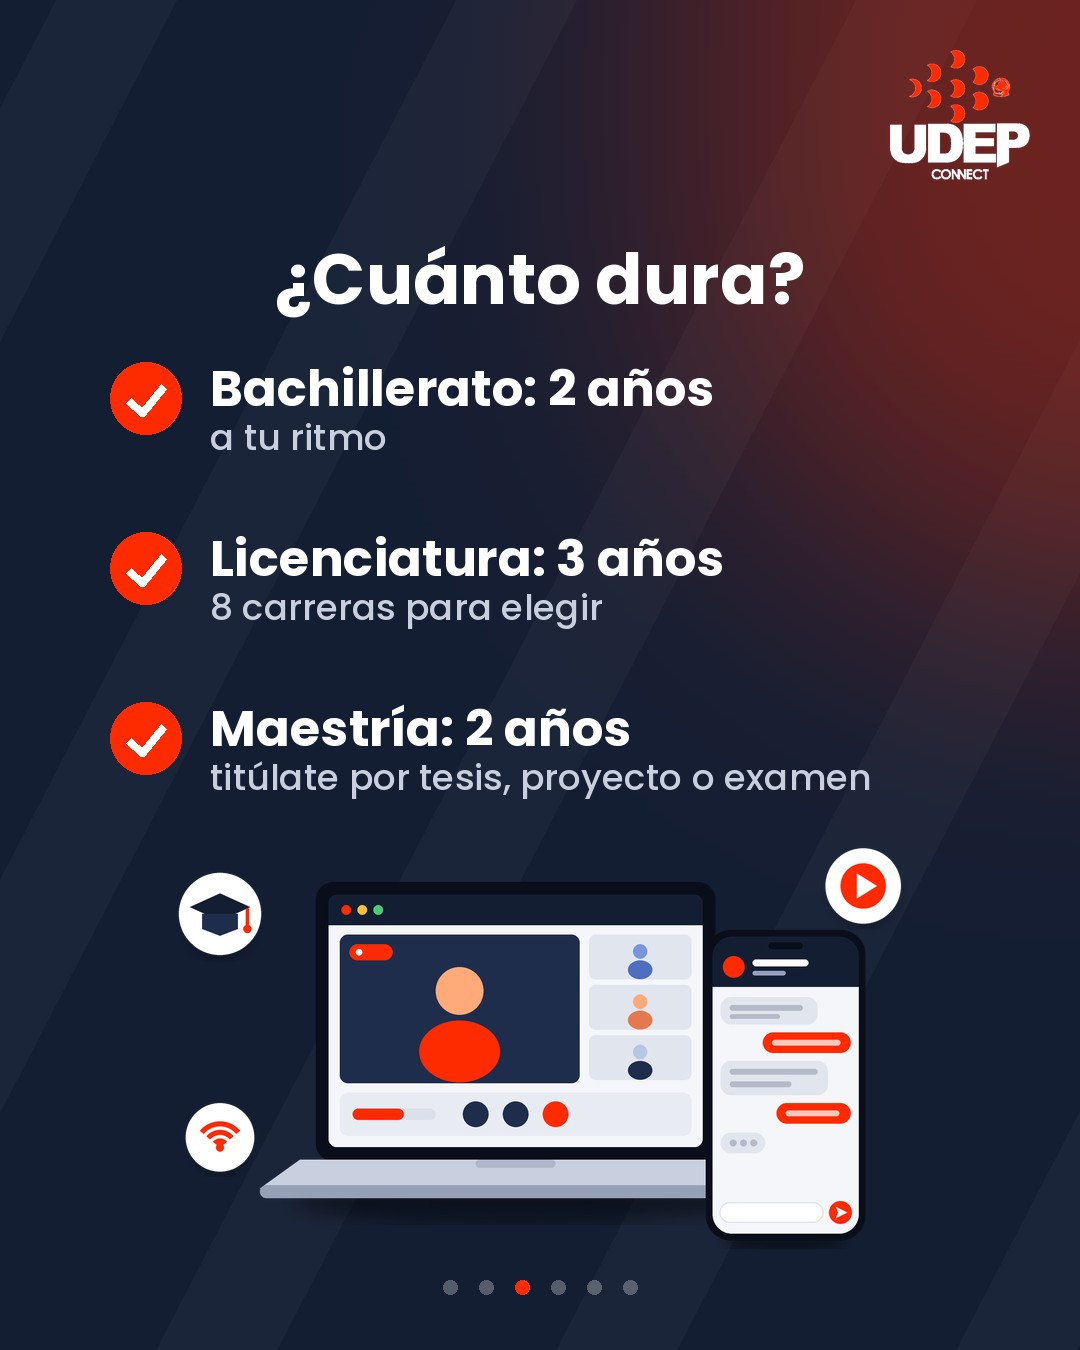 UDEP
CONNECT
¿Cuánto dura?
Bachillerato: 2 años
a tu ritmo
Licenciatura: 3 años
8 carreras para elegir
Maestría: 2 años
titúlate por tesis, proyecto o examen